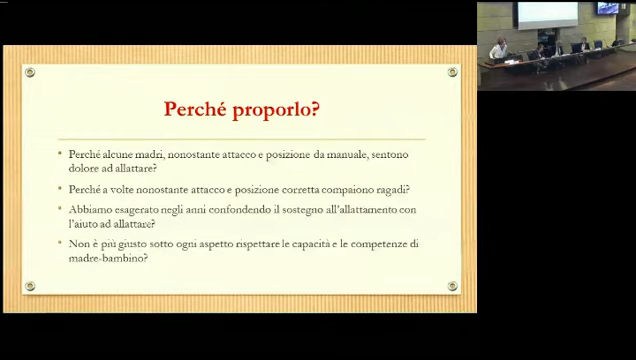 Perché proporlo?
Perché alcune madri, nonostante attacco e posizione da manuale, sentono
dolore ad allattare?
Perché a volte nonostante attacco e posizione corretta compaiono ragadi?
Abbiamo esagerato negli anni confondendo il sostegno all'allattamento con
l'aiuto ad allattare?
Non è più giusto sotto ogni aspetto rispettare le capacità e le competenze di
madre-bambino?